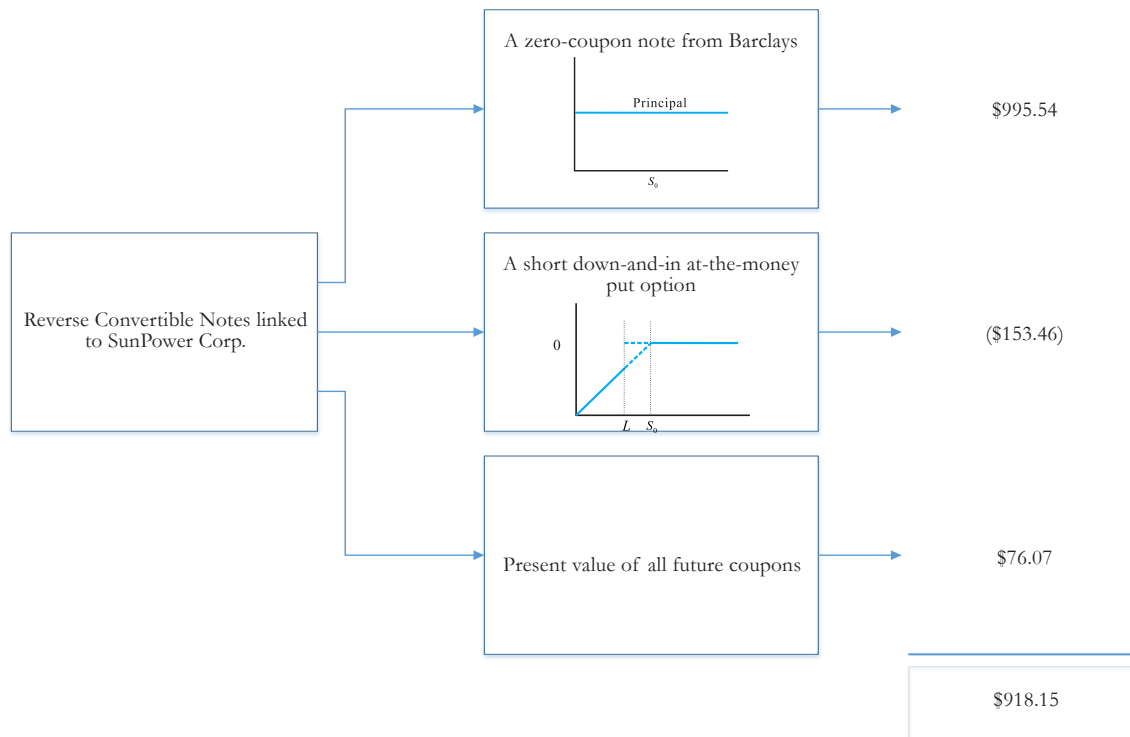 A zero-coupon note from Barclays
Principal
S₀
$995.54
Reverse Convertible Notes linked
to SunPower Corp.
A short down-and-in at-the-money
put option
0
L S₀
($153.46)
Present value of all future coupons
$76.07
$918.15